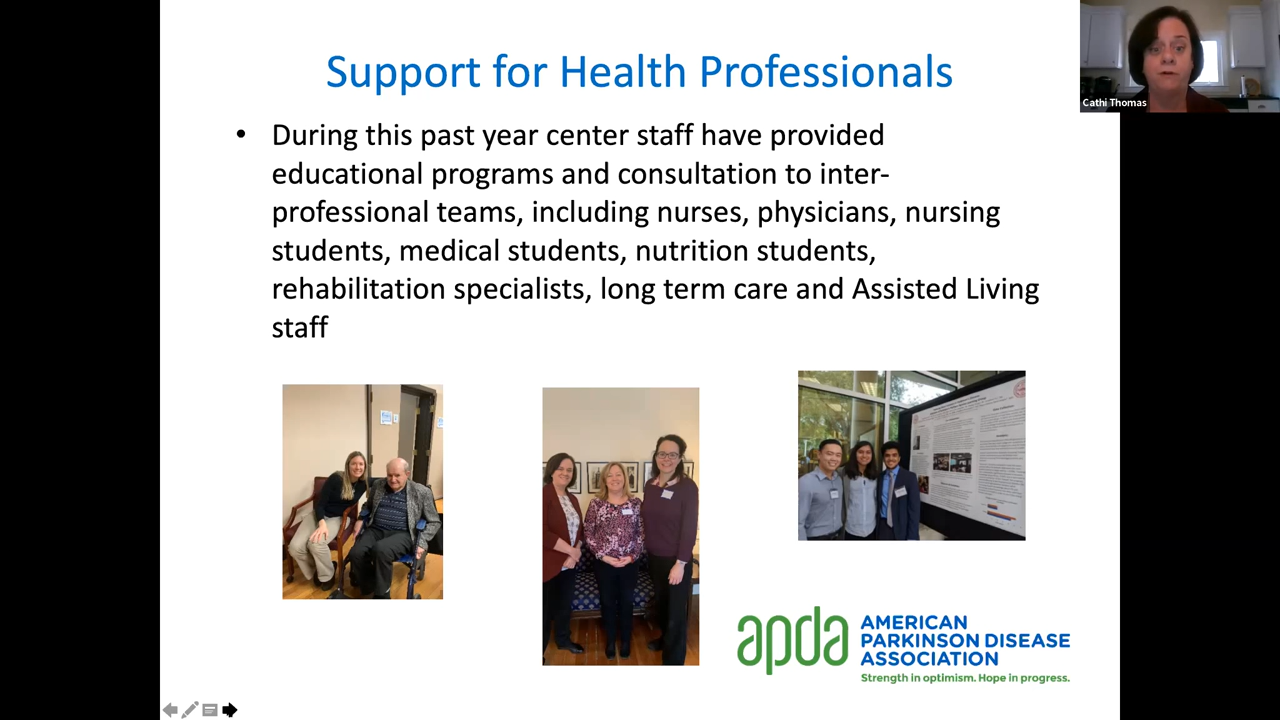 Support for Health Professionals
Cathi Thomas
• During this past year center staff have provided
educational programs and consultation to inter-
professional teams, including nurses, physicians, nursing
students, medical students, nutrition students,
rehabilitation specialists, long term care and Assisted Living
staff
apda
AMERICAN
PARKINSON DISEASE
ASSOCIATION
Strength in optimism. Hope in progress.